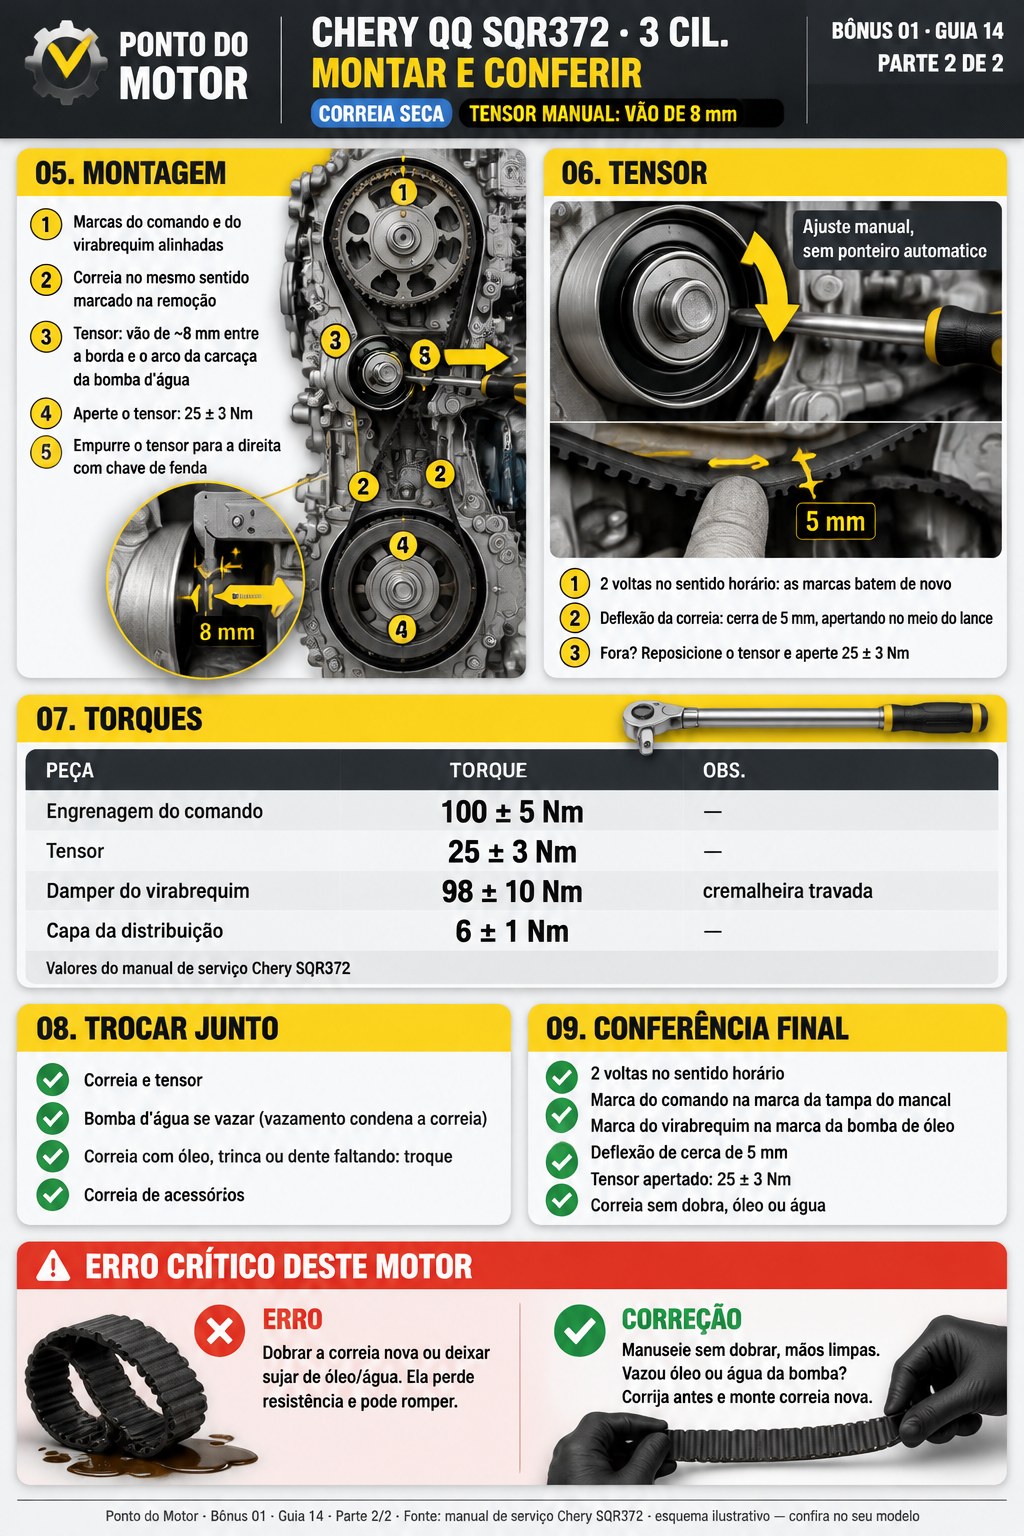 PONTO DO
MOTOR
CHERY QQ SQR372 · 3 CIL.
MONTAR E CONFERIR
CORREIA SECA
TENSOR MANUAL: VÃO DE 8 mm
BÔNUS 01 · GUIA 14
PARTE 2 DE 2
05. MONTAGEM
1
Marcas do comando e do
virabrequim alinhadas
2
Correia no mesmo sentido
marcado na remoção
3
Tensor: vão de ~8 mm entre
a borda e o arco da carcaça
da bomba d'água
4
Aperte o tensor: 25 ± 3 Nm
5
Empurre o tensor para a direita
com chave de fenda
1
3
2
2
4
4
8 mm
06. TENSOR
Ajuste manual,
sem ponteiro automatico
5 mm
1
2 voltas no sentido horário: as marcas batem de novo
2
Deflexão da correia: cerra de 5 mm, apertando no meio do lance
3
Fora? Reposicione o tensor e aperte 25 ± 3 Nm
07. TORQUES
PEÇA TORQUE OBS.
Engrenagem do comando 100 ± 5 Nm —
Tensor 25 ± 3 Nm —
Damper do virabrequim 98 ± 10 Nm cremalheira travada
Capa da distribuição 6 ± 1 Nm —
Valores do manual de serviço Chery SQR372
08. TROCAR JUNTO
Correia e tensor
Bomba d'água se vazar (vazamento condena a correia)
Correia com óleo, trinca ou dente faltando: troque
Correia de acessórios
09. CONFERÊNCIA FINAL
2 voltas no sentido horário
Marca do comando na marca da tampa do mancal
Marca do virabrequim na marca da bomba de óleo
Deflexão de cerca de 5 mm
Tensor apertado: 25 ± 3 Nm
Correia sem dobra, óleo ou água
ERRO CRÍTICO DESTE MOTOR
ERRO
Dobrar a correia nova ou deixar
sujar de óleo/água. Ela perde
resistência e pode romper.
CORREÇÃO
Manuseie sem dobrar, mãos limpas.
Vazou óleo ou água da bomba?
Corrija antes e monte correia nova.
Ponto do Motor · Bônus 01 · Guia 14 · Parte 2/2 · Fonte: manual de serviço Chery SQR372 · esquema ilustrativo — confira no seu modelo